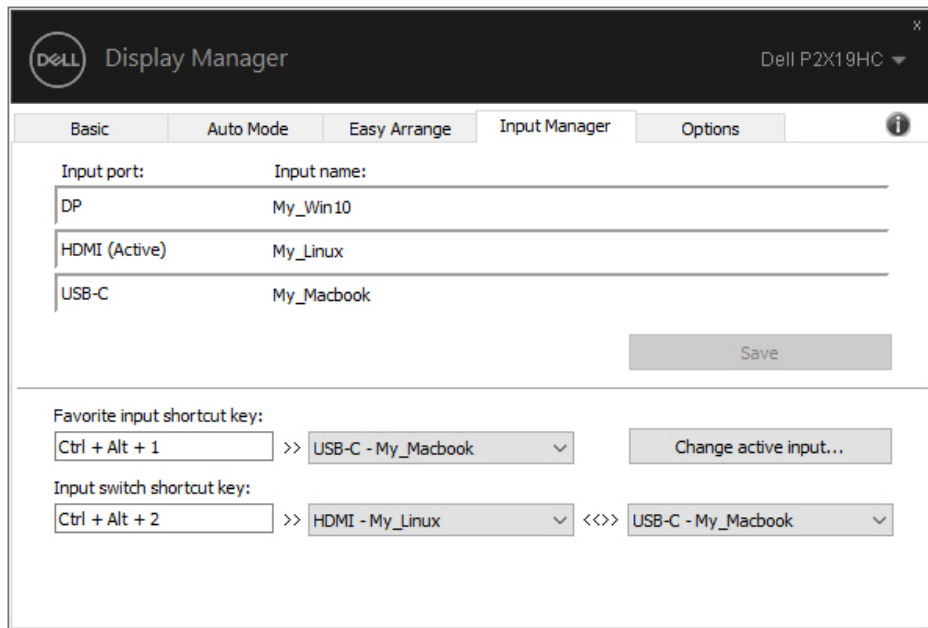 x
DELL Display Manager Dell P2X19HC
Basic Auto Mode Easy Arrange Input Manager Options i
Input port: Input name:
DP My_Win10
HDMI (Active) My_Linux
USB-C My_Macbook
Save
Favorite input shortcut key:
Ctrl + Alt + 1 >> USB-C - My_Macbook Change active input...
Input switch shortcut key:
Ctrl + Alt + 2 >> HDMI - My_Linux <<>> USB-C - My_Macbook